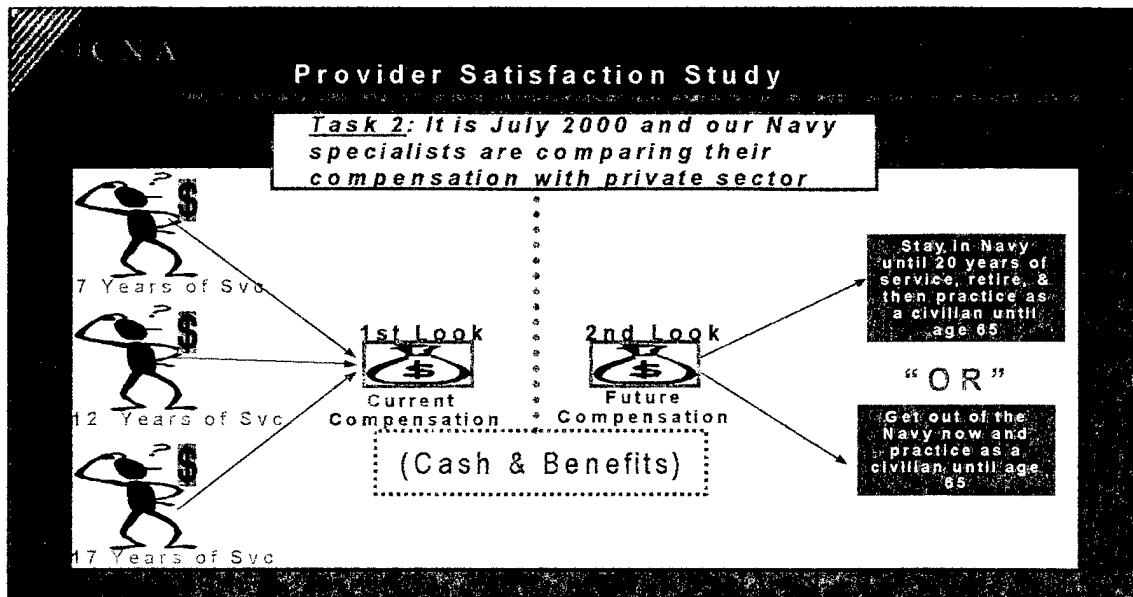 CNA
Provider Satisfaction Study
Task 2: It is July 2000 and our Navy
specialists are comparing their
compensation with private sector
?
$
7 Years of Svc
?
$
12 Years of Svc
?
$
17 Years of Svc
1st Look
$
Current
Compensation
2nd Look
$
Future
Compensation
(Cash & Benefits)
Stay in Navy
until 20 years of
service, retire, &
then practice as
a civilian until
age 65
“OR”
Get out of the
Navy now and
practice as a
civilian until age
65